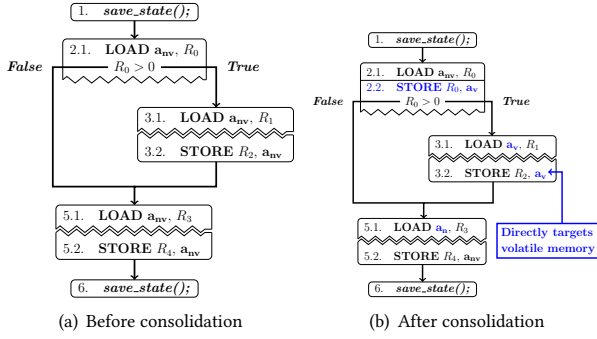 1. save_state();
2.1. LOAD a_nv, R_0
False R_0 > 0 True
3.1. LOAD a_nv, R_1
3.2. STORE R_2, a_nv
5.1. LOAD a_nv, R_3
5.2. STORE R_4, a_nv
6. save_state();
(a) Before consolidation
1. save_state();
2.1. LOAD a_nv, R_0
2.2. STORE R_0, a_v
False R_0 > 0 True
3.1. LOAD a_v, R_1
3.2. STORE R_2, a_v
Directly targets
volatile memory
5.1. LOAD a_n, R_3
5.2. STORE R_4, a_nv
6. save_state();
(b) After consolidation